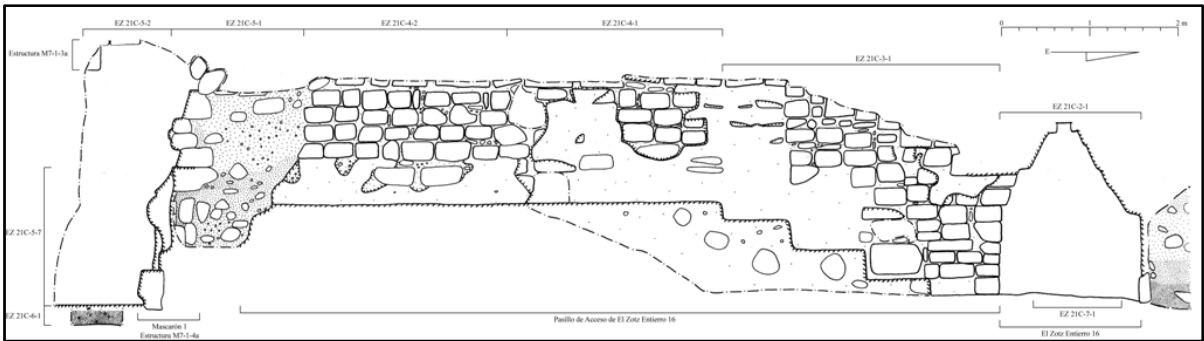 EZ 21C-5-2
EZ 21C-5-1
EZ 21C-4-2
EZ 21C-4-1
0 1 2 m
Estructura M7-1-3a
E
EZ 21C-3-1
EZ 21C-2-1
EZ 21C-5-7
EZ 21C-6-1
Mascarón 1
Estructura M7-1-4a
Pasillo de Acceso de El Zotz Entierro 16
EZ 21C-7-1
El Zotz Entierro 16